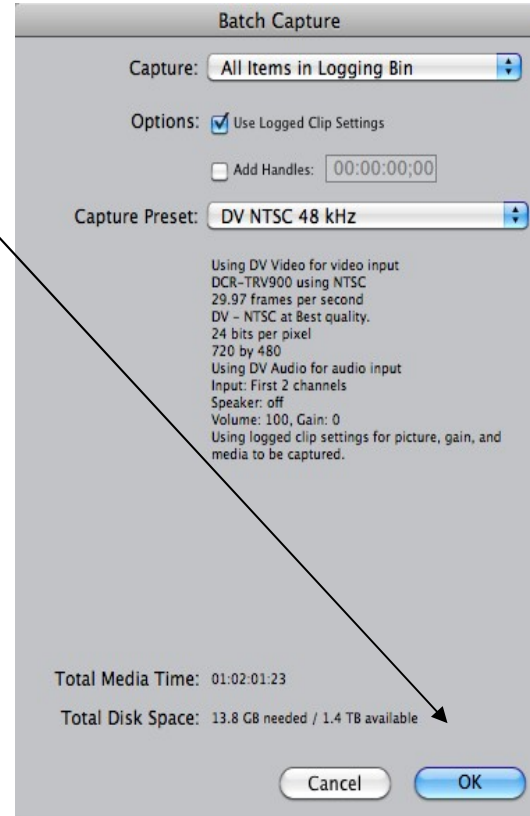 Batch Capture
Capture: All Items in Logging Bin
Options: Use Logged Clip Settings
Add Handles: 00:00:00;00
Capture Preset: DV NTSC 48 kHz
Using DV Video for video input
DCR-TRV900 using NTSC
29.97 frames per second
DV - NTSC at Best quality.
24 bits per pixel
720 by 480
Using DV Audio for audio input
Input: First 2 channels
Speaker: off
Volume: 100, Gain: 0
Using logged clip settings for picture, gain, and
media to be captured.
Total Media Time: 01:02:01:23
Total Disk Space: 13.8 GB needed / 1.4 TB available
Cancel OK